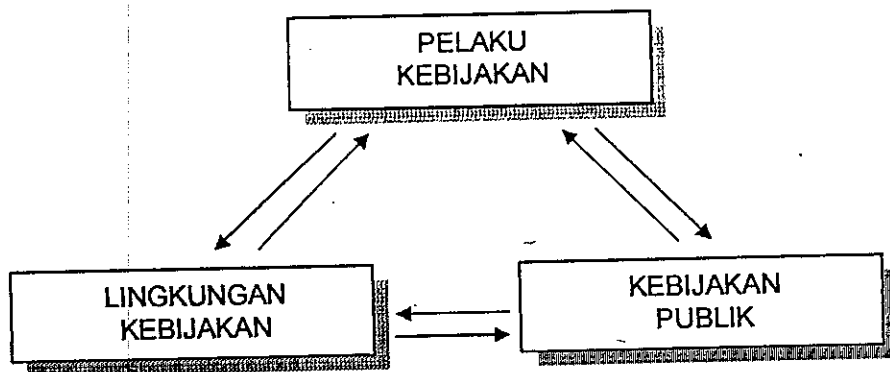 PELAKU
KEBIJAKAN
LINGKUNGAN
KEBIJAKAN
KEBIJAKAN
PUBLIK